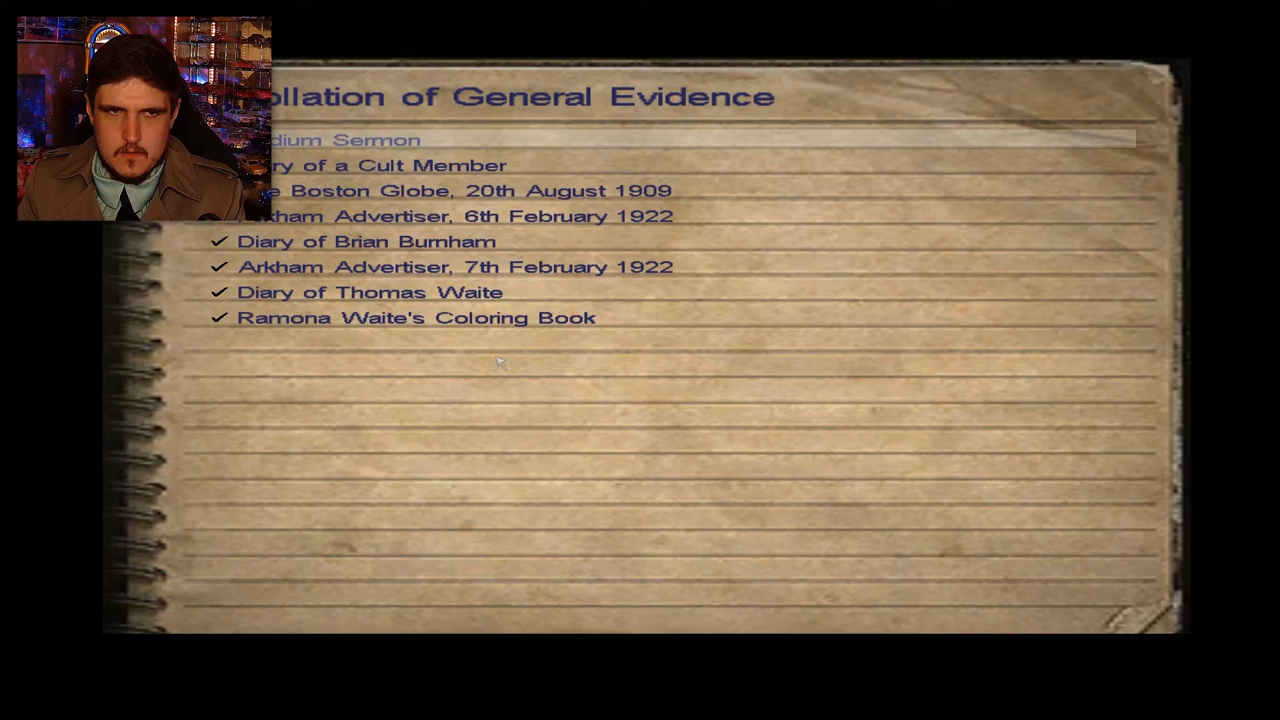 ollation of General Evidence
dium Sermon
ry of a Cult Member
e Boston Globe, 20th August 1909
kham Advertiser, 6th February 1922
Diary of Brian Burnham
Arkham Advertiser, 7th February 1922
Diary of Thomas Waite
Ramona Waite's Coloring Book